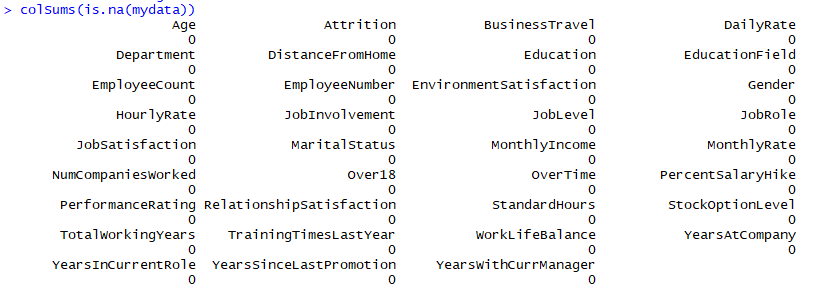 > colSums(is.na(mydata))
Age Attrition BusinessTravel DailyRate
0 0 0 0
Department DistanceFromHome Education EducationField
0 0 0 0
EmployeeCount EmployeeNumber EnvironmentSatisfaction Gender
0 0 0 0
HourlyRate JobInvolvement JobLevel JobRole
0 0 0 0
JobSatisfaction MaritalStatus MonthlyIncome MonthlyRate
0 0 0 0
NumCompaniesWorked Over18 OverTime PercentSalaryHike
0 0 0 0
PerformanceRating RelationshipSatisfaction StandardHours StockOptionLevel
0 0 0 0
TotalWorkingYears TrainingTimesLastYear WorkLifeBalance YearsAtCompany
0 0 0 0
YearsInCurrentRole YearsSinceLastPromotion YearsWithCurrManager
0 0 0